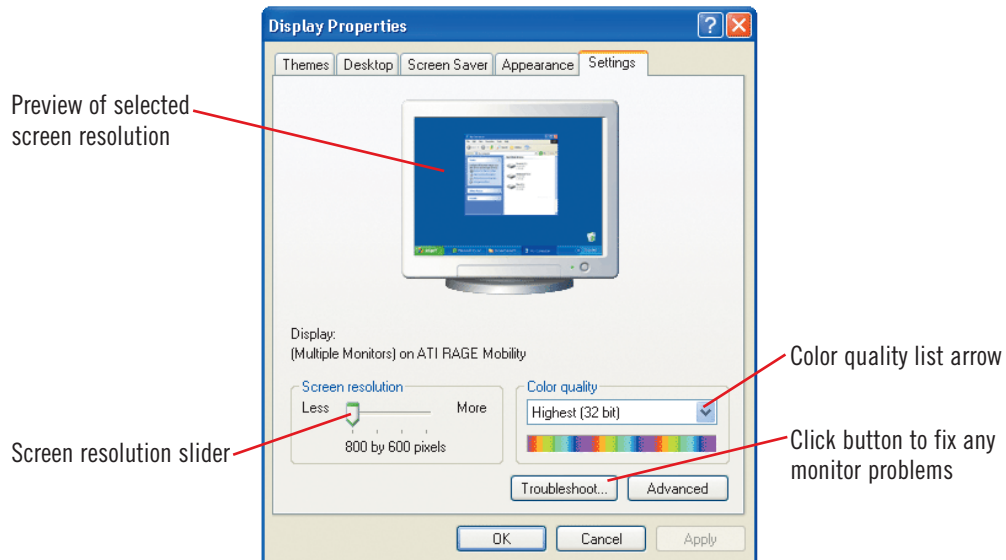 Display Properties
Themes Desktop Screen Saver Appearance Settings
Preview of selected
screen resolution
Display:
(Multiple Monitors) on ATI RAGE Mobility
Screen resolution
Less More
800 by 600 pixels
Screen resolution slider
Color quality
Highest (32 bit)
Color quality list arrow
Click button to fix any
monitor problems
Troubleshoot... Advanced
OK Cancel Apply